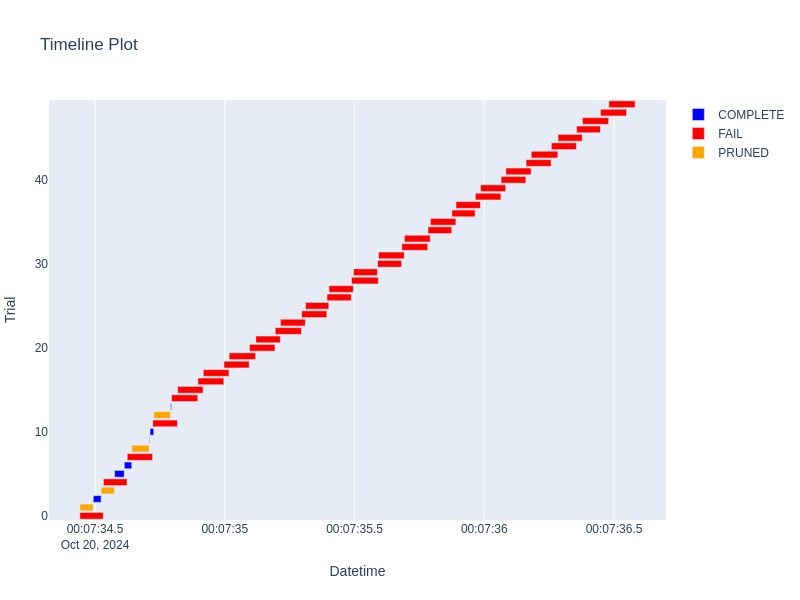 Timeline Plot
COMPLETE
FAIL
PRUNED
40
30
20
10
0
Trial
00:07:34.5
00:07:35
00:07:35.5
00:07:36
00:07:36.5
Oct 20, 2024
Datetime